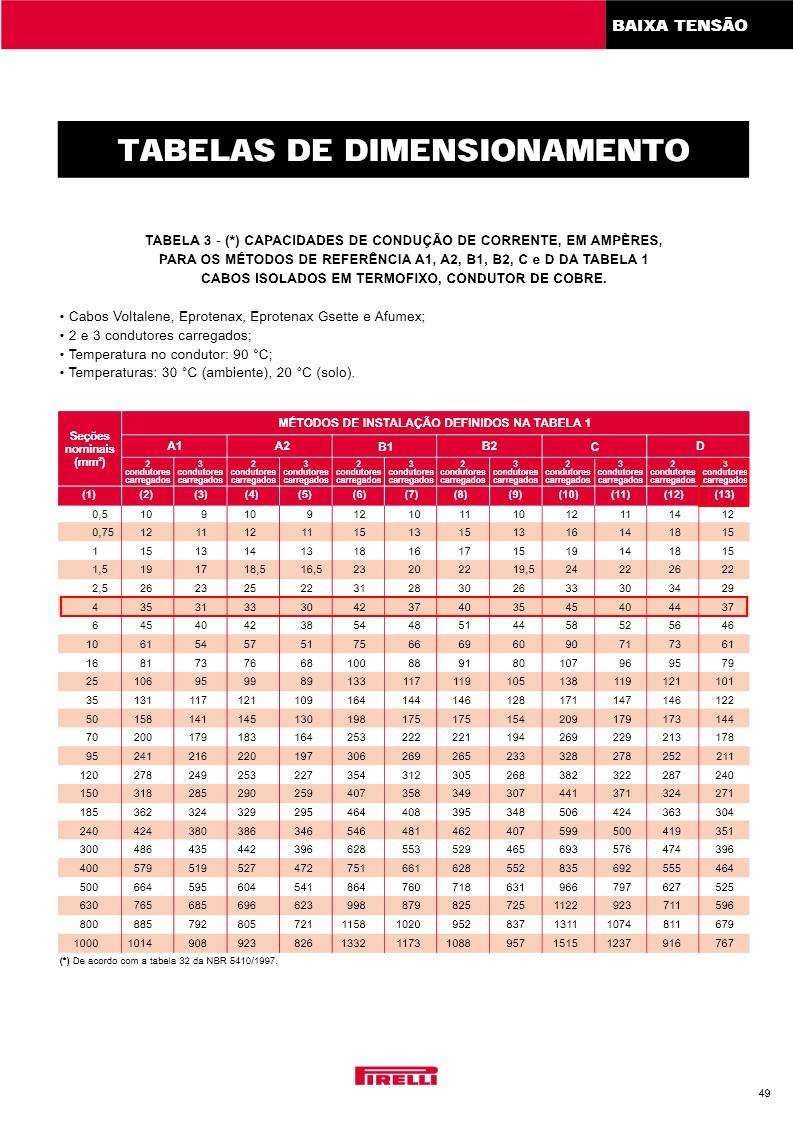 BAIXA TENSÃO
TABELAS DE DIMENSIONAMENTO
TABELA 3 - (*) CAPACIDADES DE CONDUÇÃO DE CORRENTE, EM AMPÈRES,
PARA OS MÉTODOS DE REFERÊNCIA A1, A2, B1, B2, C e D DA TABELA 1
CABOS ISOLADOS EM TERMOFIXO, CONDUTOR DE COBRE.
• Cabos Voltalene, Eprotenax, Eprotenax Gsette e Afumex;
• 2 e 3 condutores carregados;
• Temperatura no condutor: 90 °C;
• Temperaturas: 30 °C (ambiente), 20 °C (solo).
Seções nominais (mm²)
MÉTODOS DE INSTALAÇÃO DEFINIDOS NA TABELA 1
A1 A2 B1 B2 C D
2 condutores carregados 3 condutores carregados 2 condutores carregados 3 condutores carregados 2 condutores carregados 3 condutores carregados 2 condutores carregados 3 condutores carregados 2 condutores carregados 3 condutores carregados 2 condutores carregados 3 condutores carregados
(1) (2) (3) (4) (5) (6) (7) (8) (9) (10) (11) (12) (13)
0,5 10 9 10 9 12 10 11 10 12 11 14 12
0,75 12 11 12 11 15 13 15 13 16 14 18 15
1 15 13 14 13 18 16 17 15 19 14 18 15
1,5 19 17 18,5 16,5 23 20 22 19,5 24 22 26 22
2,5 26 23 25 22 31 28 30 26 33 30 34 29
4 35 31 33 30 42 37 40 35 45 40 44 37
6 45 40 42 38 54 48 51 44 58 52 56 46
10 61 54 57 51 75 66 69 60 90 71 73 61
16 81 73 76 68 100 88 91 80 107 96 95 79
25 106 95 99 89 133 117 119 105 138 119 121 101
35 131 117 121 109 164 144 146 128 171 147 146 122
50 158 141 145 130 198 175 175 154 209 179 173 144
70 200 179 183 164 253 222 221 194 269 229 213 178
95 241 216 220 197 306 269 265 233 328 278 252 211
120 278 249 253 227 354 312 305 268 382 322 287 240
150 318 285 290 259 407 358 349 307 441 371 324 271
185 362 324 329 295 464 408 395 348 506 424 363 304
240 424 380 386 346 546 481 462 407 599 500 419 351
300 486 435 442 396 628 553 529 465 693 576 474 396
400 579 519 527 472 751 661 628 552 835 692 555 464
500 664 595 604 541 864 760 718 631 966 797 627 525
630 765 685 696 623 998 879 825 725 1122 923 711 596
800 885 792 805 721 1158 1020 952 837 1311 1074 811 679
1000 1014 908 923 826 1332 1173 1088 957 1515 1237 916 767
(*) De acordo com a tabela 32 da NBR 5410/1997.
PIRELLI
49